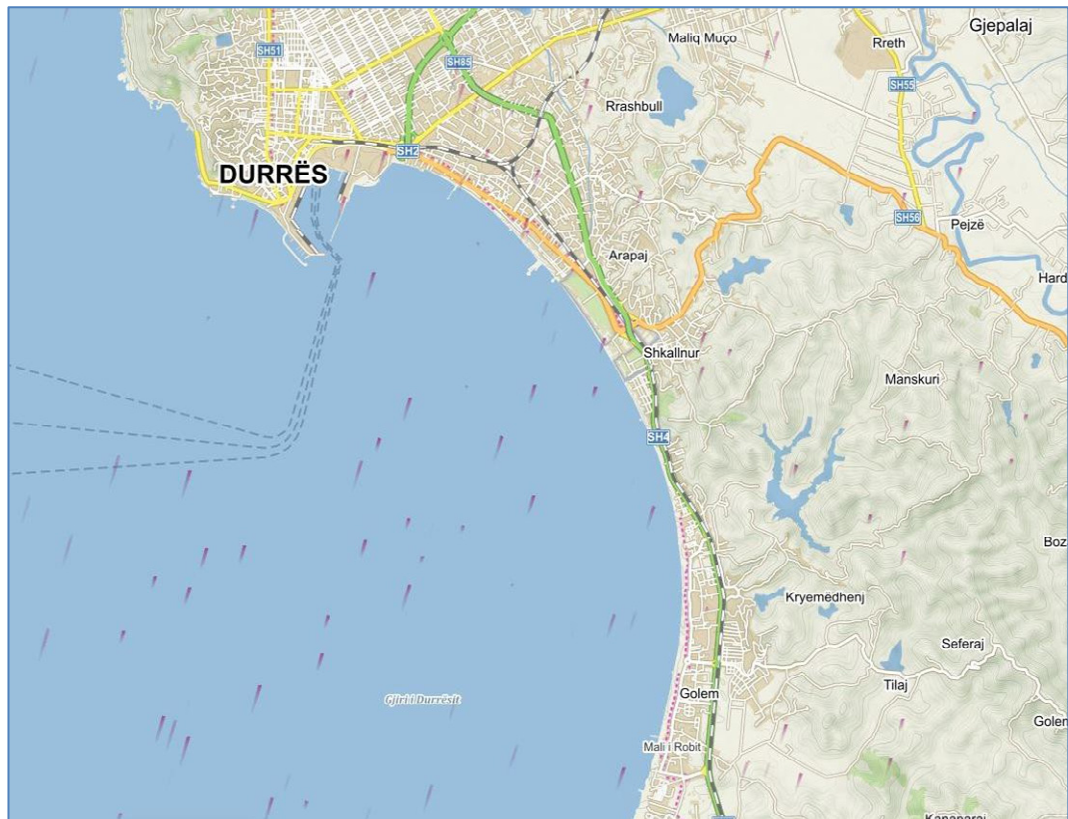 Gjepalaj
Maliq Muço
Rreth
SH51
SH85
SH55
Rrashbull
SH2
DURRËS
SH56
Pejzë
Arapaj
Hard
Shkallnur
Manskuri
SH4
Boz
Kryemëdhenj
Seferaj
Tilaj
Golem
Gjiri i Durrësit
Golem
Mali i Robit